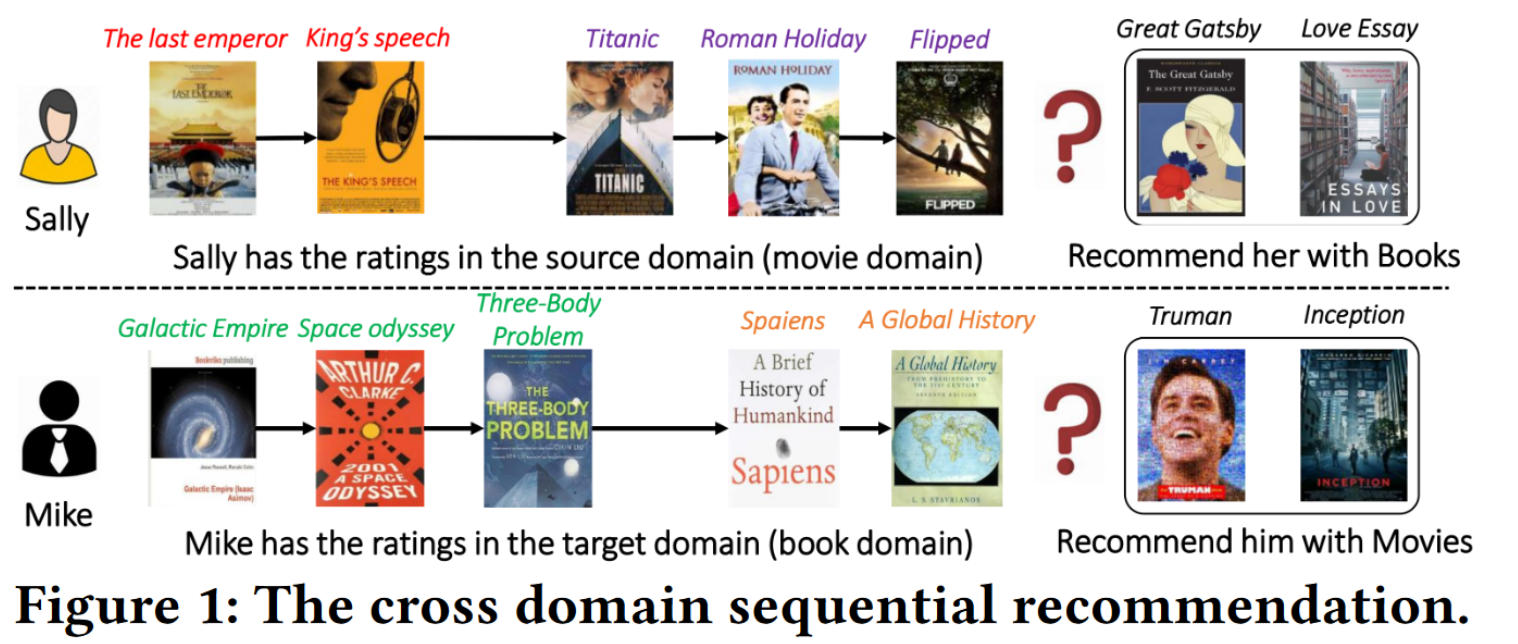 The last emperor King's speech Titanic Roman Holiday Flipped Great Gatsby Love Essay
THE
LAST EMPEROR
THE KING'S SPEECH
TITANIC
ROMAN HOLIDAY
FLIPPED
The Great Gatsby
F. SCOTT FITZGERALD
ESSAYS
IN LOVE
Sally
Sally has the ratings in the source domain (movie domain)
Recommend her with Books
Galactic Empire Space odyssey Three-Body
Problem
Spaiens A Global History Truman Inception
Bookrika publishing
Galactic Empire (Isaac
Asimov)
ARTHUR C.
CLARKE
2001
A SPACE
ODYSSEY
THE
THREE-BODY
PROBLEM
CIXIN LIU
A Brief
History of
Humankind
Sapiens
A Global History
FROM PREHISTORY TO
THE 21ST CENTURY
SEVENTH EDITION
L. S. STAVRIANOS
JIM CARREY
TRUMAN
INCEPTION
Mike
Mike has the ratings in the target domain (book domain)
Recommend him with Movies
Figure 1: The cross domain sequential recommendation.